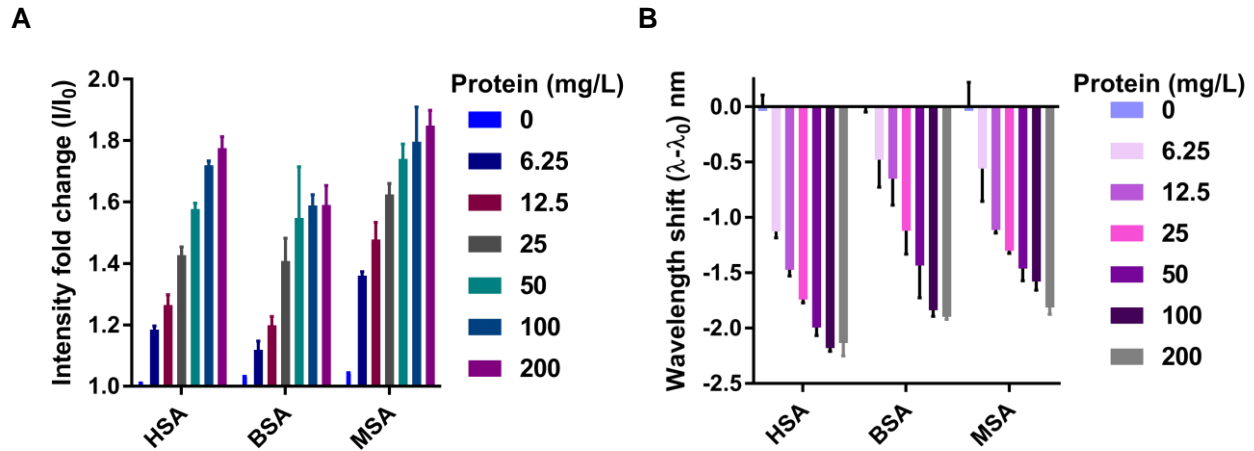 A
Intensity fold change (I/I₀)
2.0
1.8
1.6
1.4
1.2
1.0
HSA
BSA
MSA
Protein (mg/L)
0
6.25
12.5
25
50
100
200
B
Wavelength shift (λ-λ₀) nm
0.0
-0.5
-1.0
-1.5
-2.0
-2.5
HSA
BSA
MSA
Protein (mg/L)
0
6.25
12.5
25
50
100
200